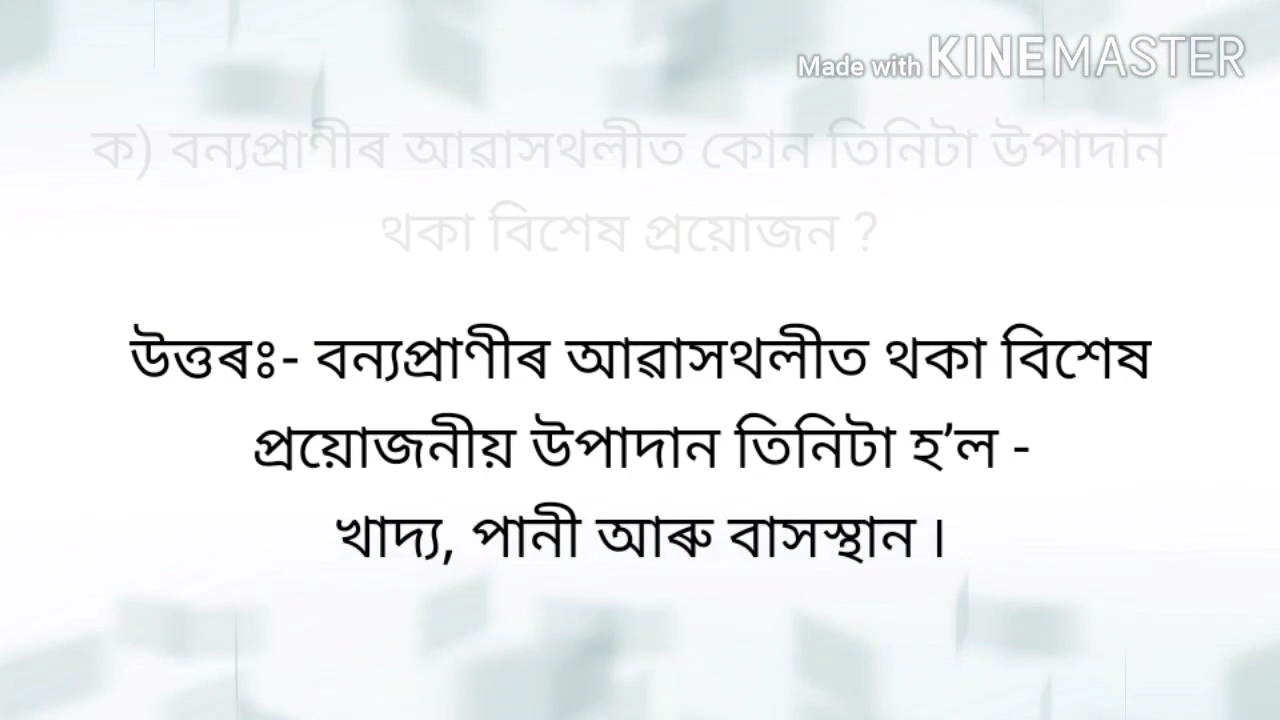 Made with KINEMASTER
ক) বন্যপ্ৰাণীৰ আৱাসথলীত কোন তিনিটা উপাদান
থকা বিশেষ প্ৰয়োজন ?
উত্তৰঃ- বন্যপ্ৰাণীৰ আৱাসথলীত থকা বিশেষ
প্ৰয়োজনীয় উপাদান তিনিটা হ’ল -
খাদ্য, পানী আৰু বাসস্থান ।